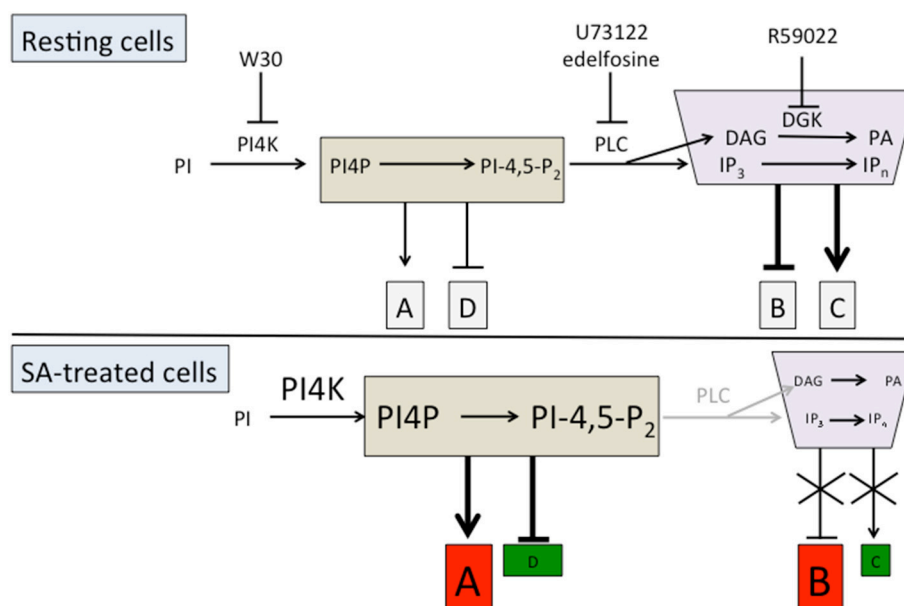 Resting cells
W30
U73122
edelfosine
R59022
PI
PI4K
PI4P
PI-4,5-P2
PLC
DGK
DAG
PA
IP3
IPn
A
D
B
C
SA-treated cells
PI
PI4K
PI4P
PI-4,5-P2
PLC
DAG
PA
IP3
IPn
A
D
B
C